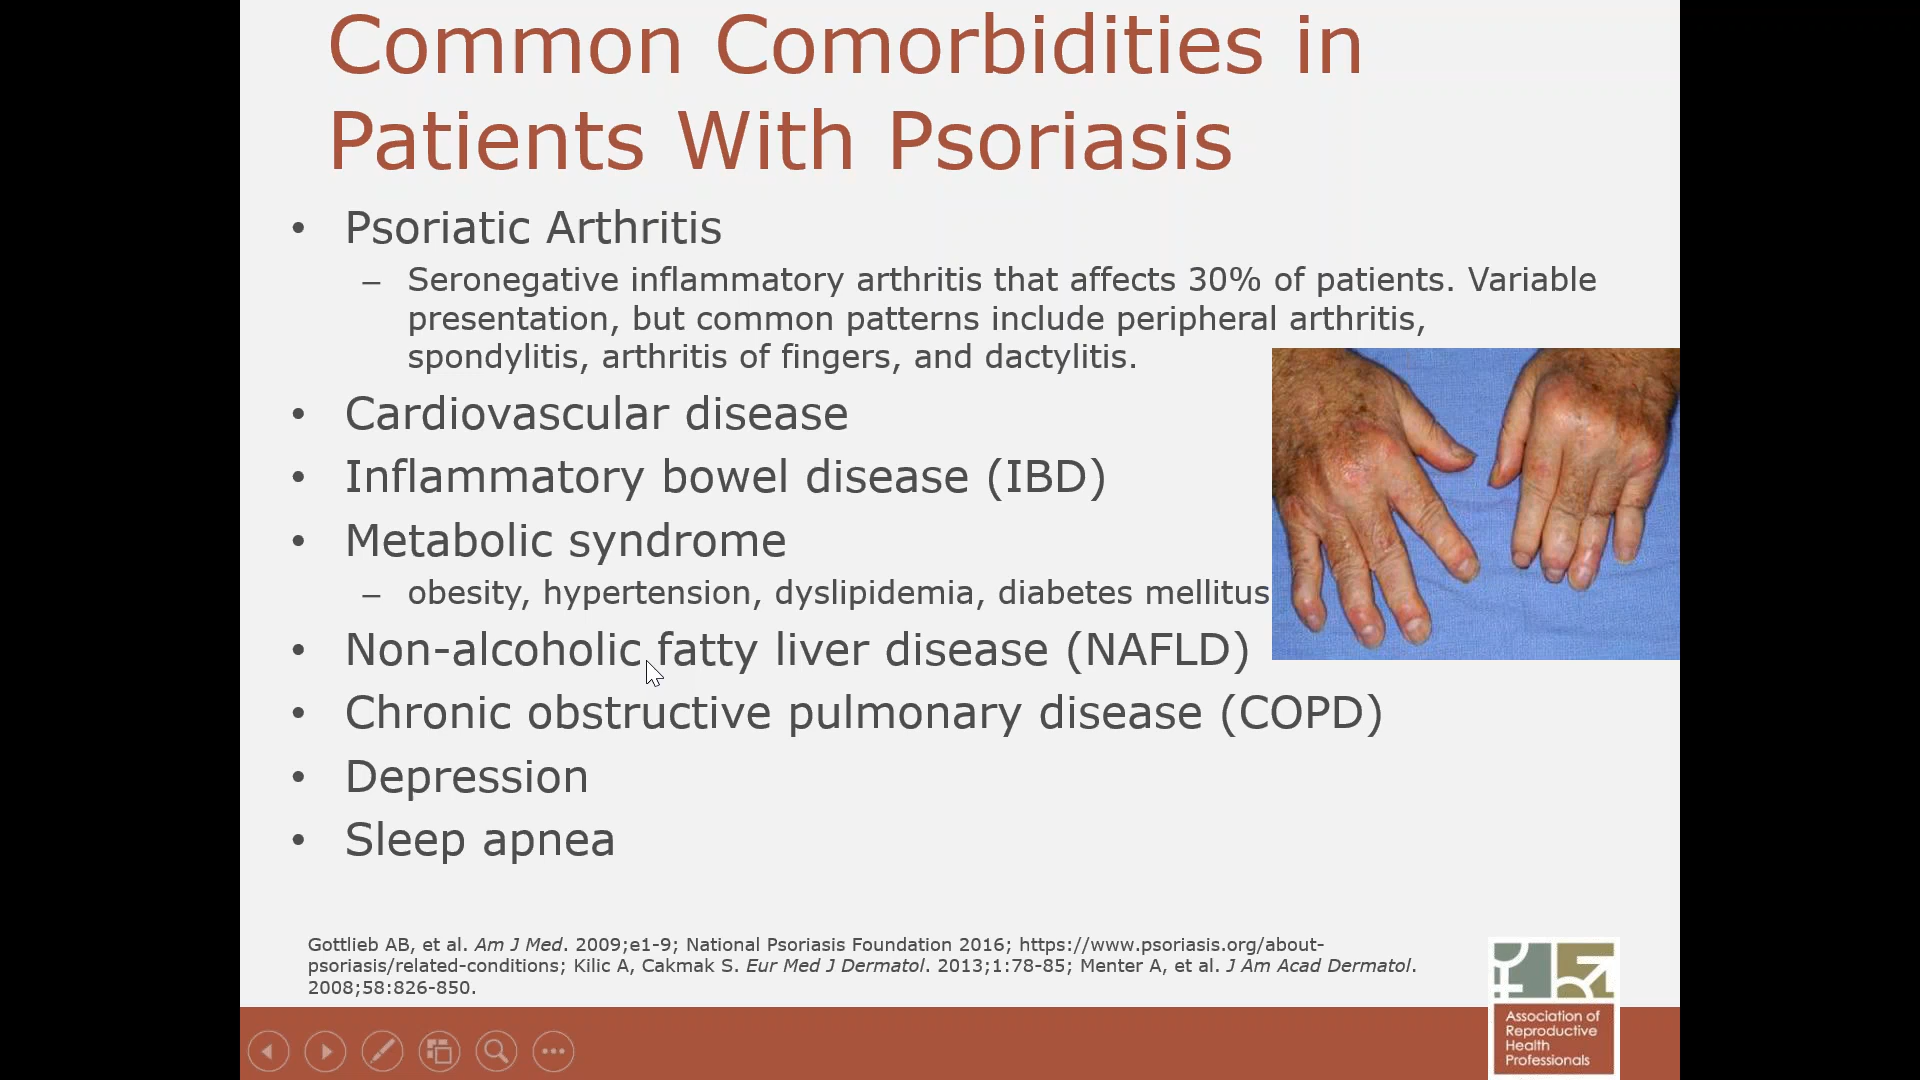 Common Comorbidities in
Patients With Psoriasis
• Psoriatic Arthritis
– Seronegative inflammatory arthritis that affects 30% of patients. Variable
presentation, but common patterns include peripheral arthritis,
spondylitis, arthritis of fingers, and dactylitis.
• Cardiovascular disease
• Inflammatory bowel disease (IBD)
• Metabolic syndrome
– obesity, hypertension, dyslipidemia, diabetes mellitus
• Non-alcoholic fatty liver disease (NAFLD)
• Chronic obstructive pulmonary disease (COPD)
• Depression
• Sleep apnea
Gottlieb AB, et al. Am J Med. 2009;e1-9; National Psoriasis Foundation 2016; https://www.psoriasis.org/about-
psoriasis/related-conditions; Kilic A, Cakmak S. Eur Med J Dermatol. 2013;1:78-85; Menter A, et al. J Am Acad Dermatol.
2008;58:826-850.
Association of
Reproductive
Health
Professionals